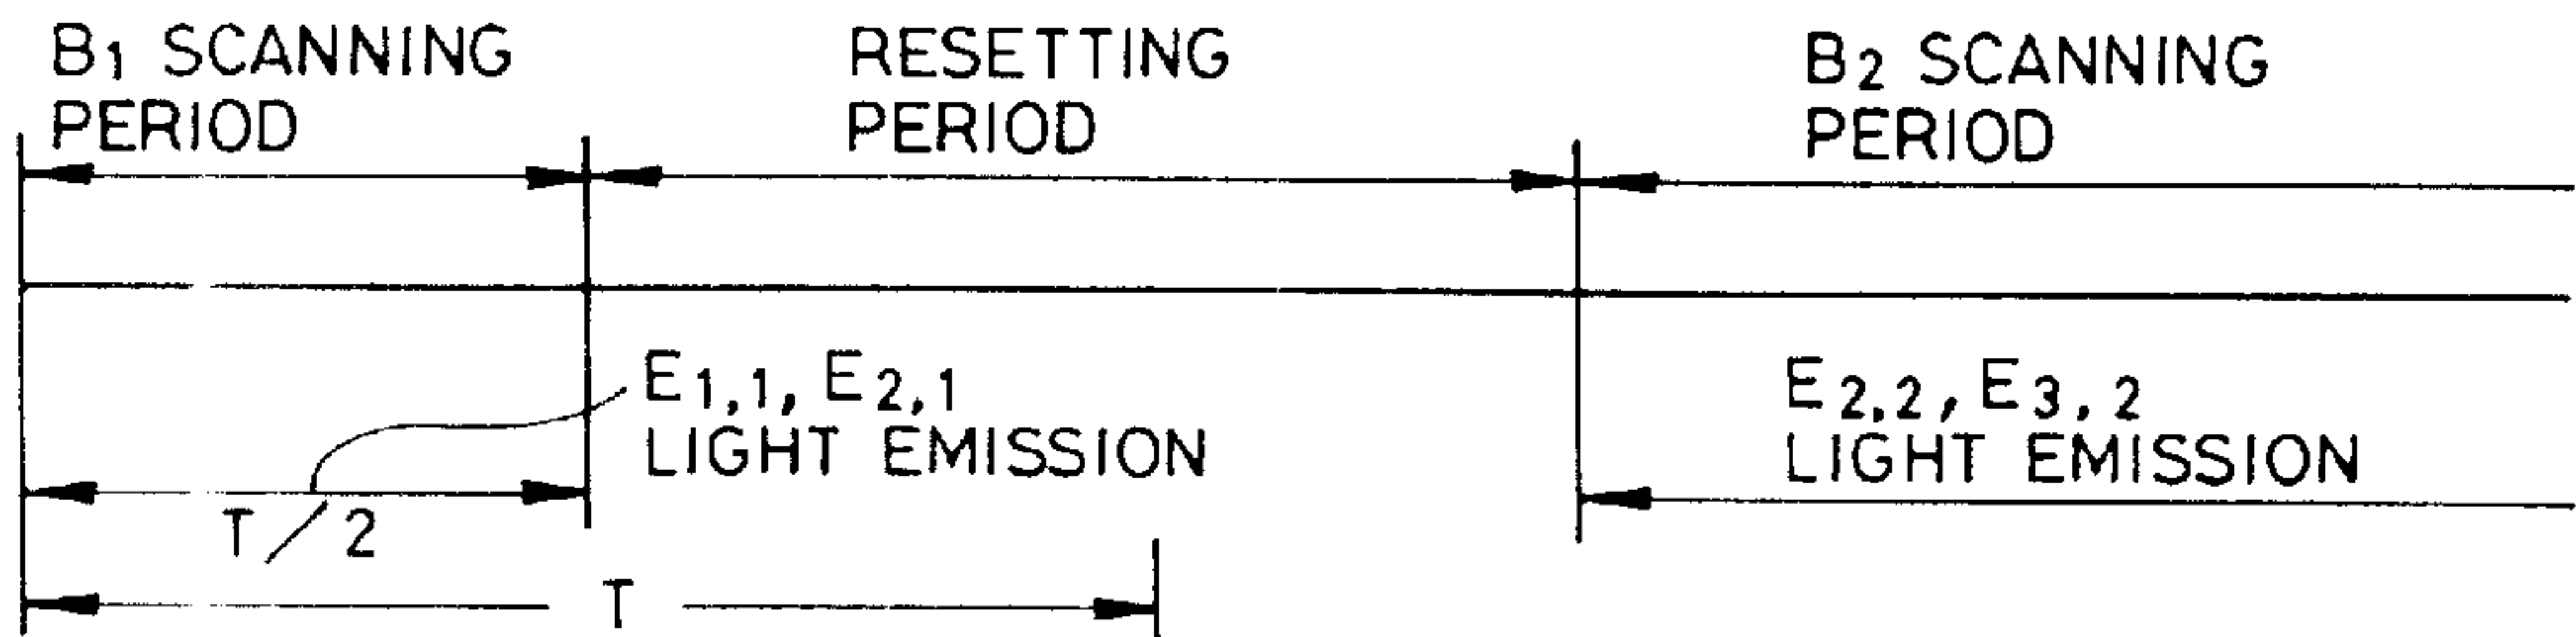 B1 SCANNING
PERIOD
RESETTING
PERIOD
B2 SCANNING
PERIOD
E1,1, E2,1
LIGHT EMISSION
E2,2, E3,2
LIGHT EMISSION
T/2
T